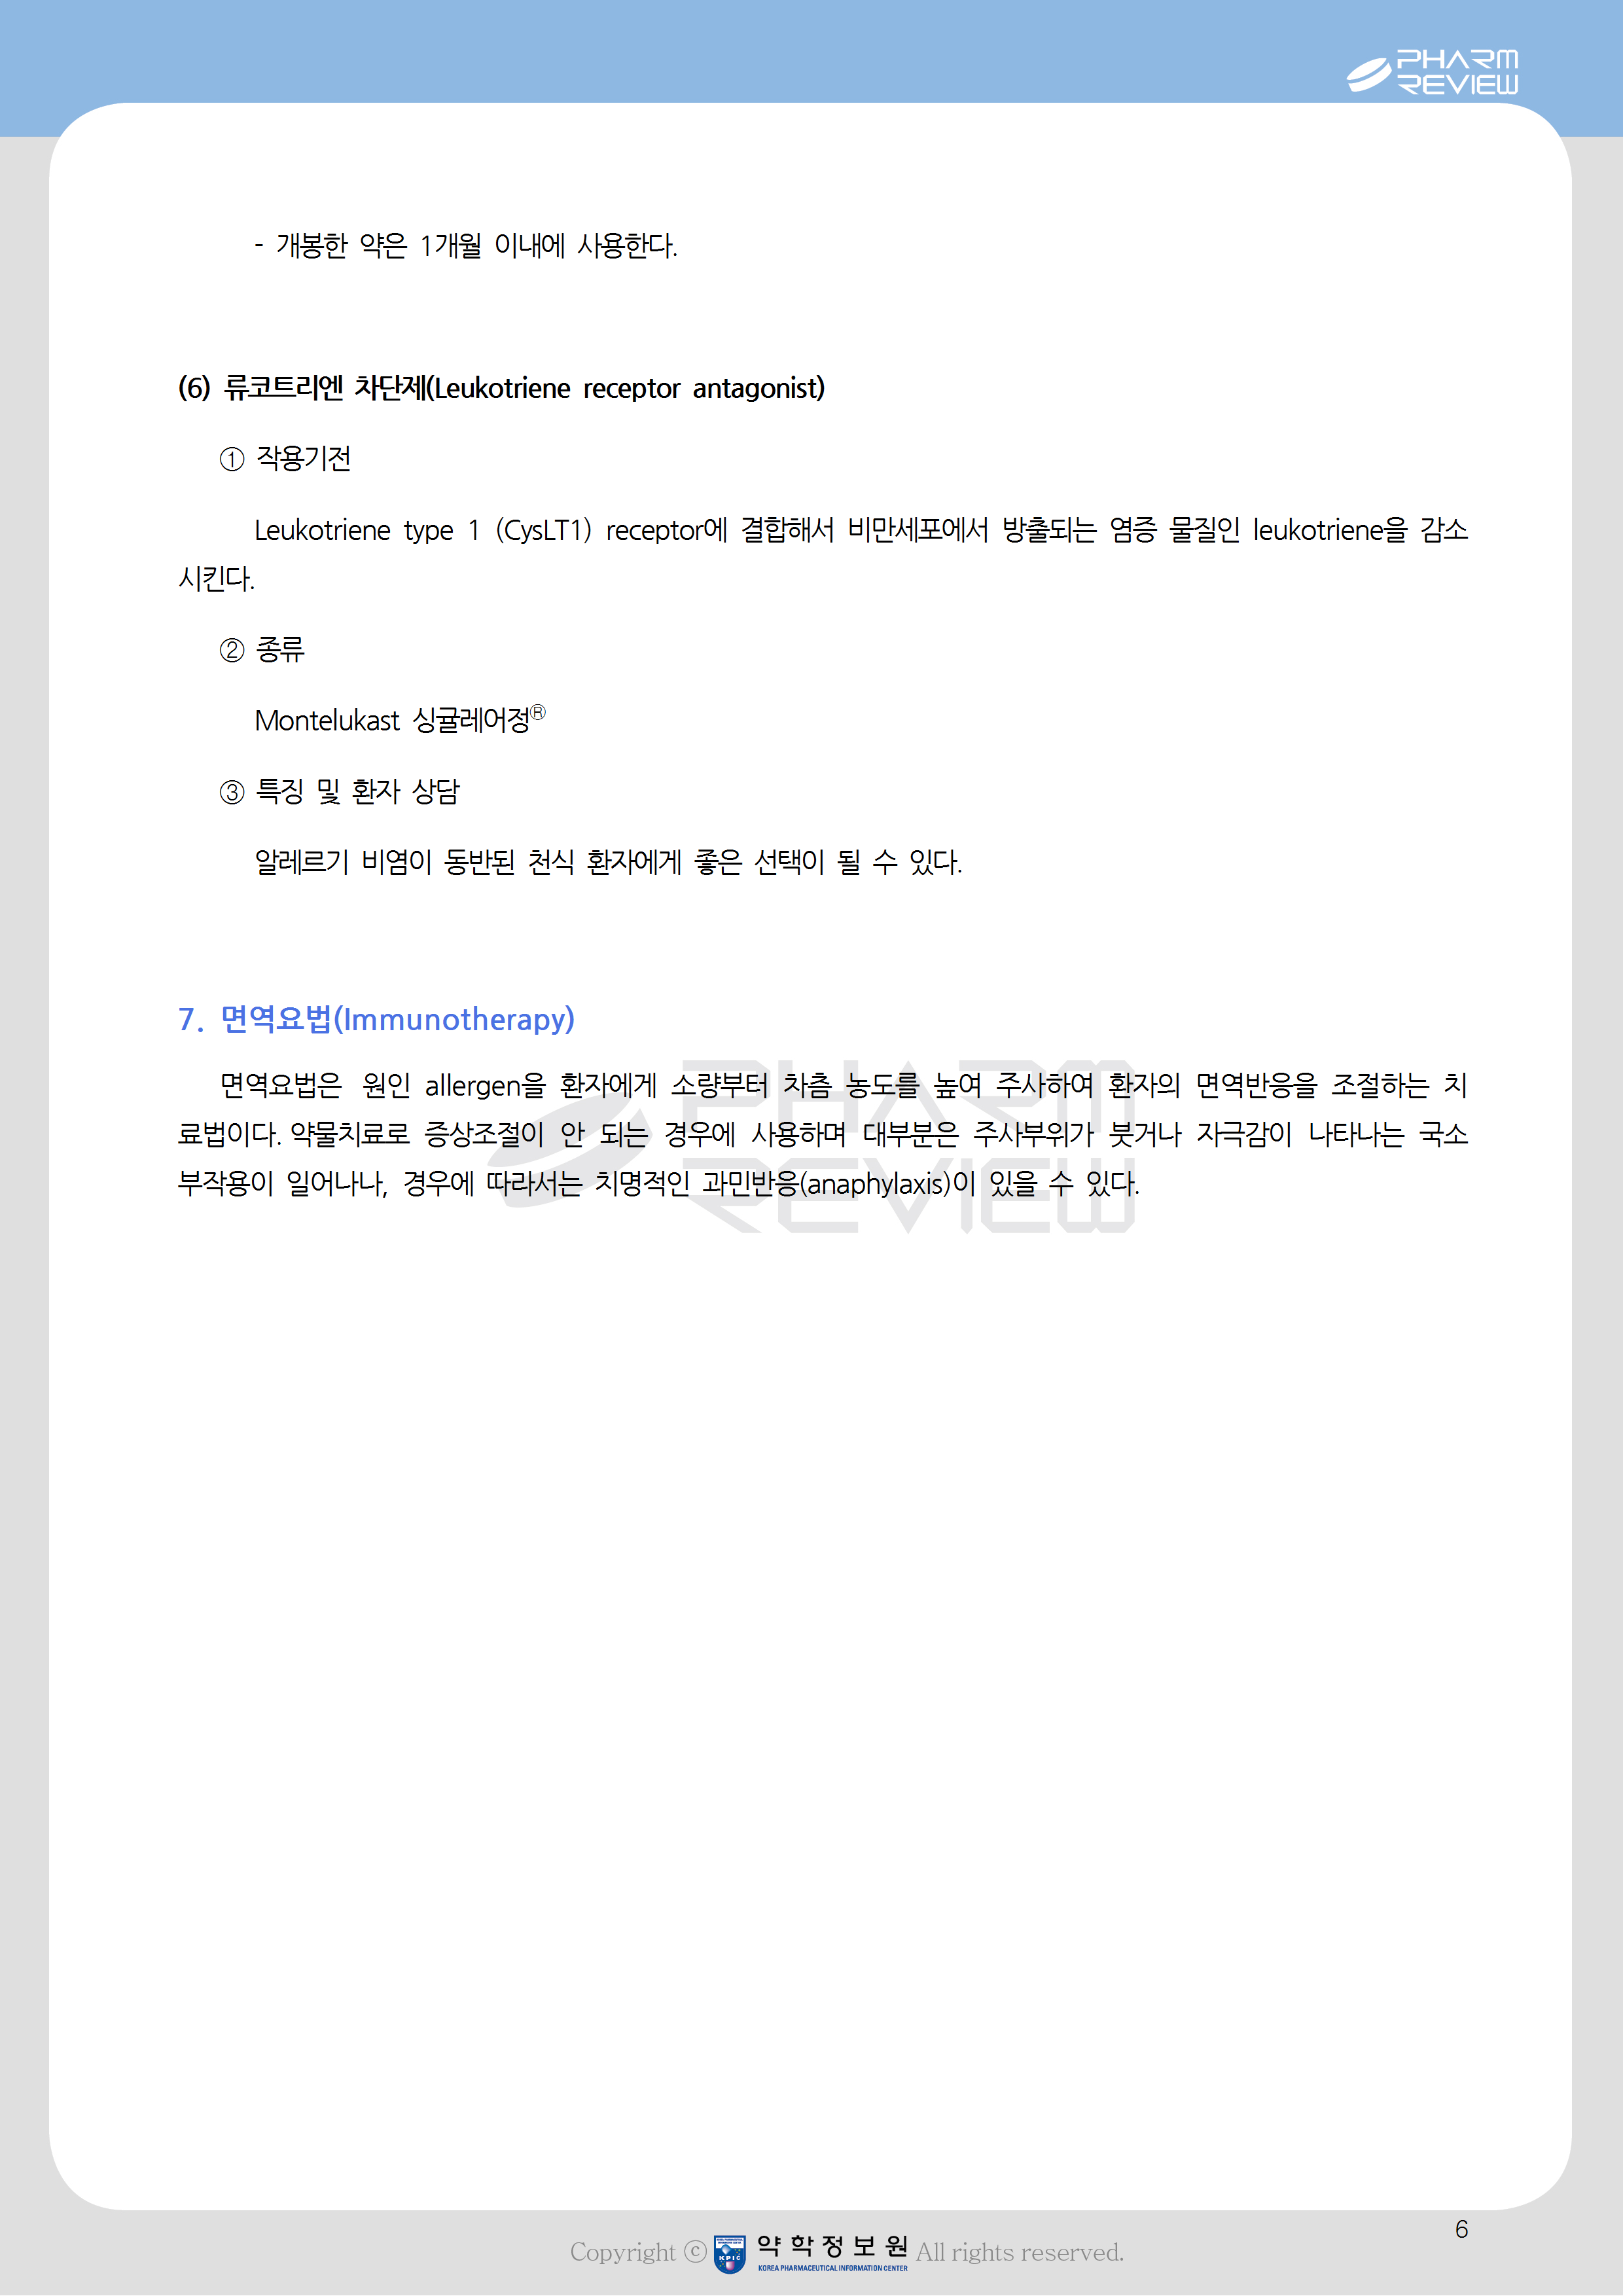 PHARM
REVIEW
- 개봉한 약은 1개월 이내에 사용한다.
(6) 류코트리엔 차단제(Leukotriene receptor antagonist)
① 작용기전
Leukotriene type 1 (CysLT1) receptor에 결합해서 비만세포에서 방출되는 염증 물질인 leukotriene을 감소
시킨다.
② 종류
Montelukast 싱귤레어정®
③ 특징 및 환자 상담
알레르기 비염이 동반된 천식 환자에게 좋은 선택이 될 수 있다.
7. 면역요법(Immunotherapy)
면역요법은 원인 allergen을 환자에게 소량부터 차츰 농도를 높여 주사하여 환자의 면역반응을 조절하는 치
료법이다. 약물치료로 증상조절이 안 되는 경우에 사용하며 대부분은 주사부위가 붓거나 자극감이 나타나는 국소
부작용이 일어나나, 경우에 따라서는 치명적인 과민반응(anaphylaxis)이 있을 수 있다.
PHARM
REVIEW
6
Copyright ⓒ KPIC 약학정보원 All rights reserved.
KOREA PHARMACEUTICAL INFORMATION CENTER